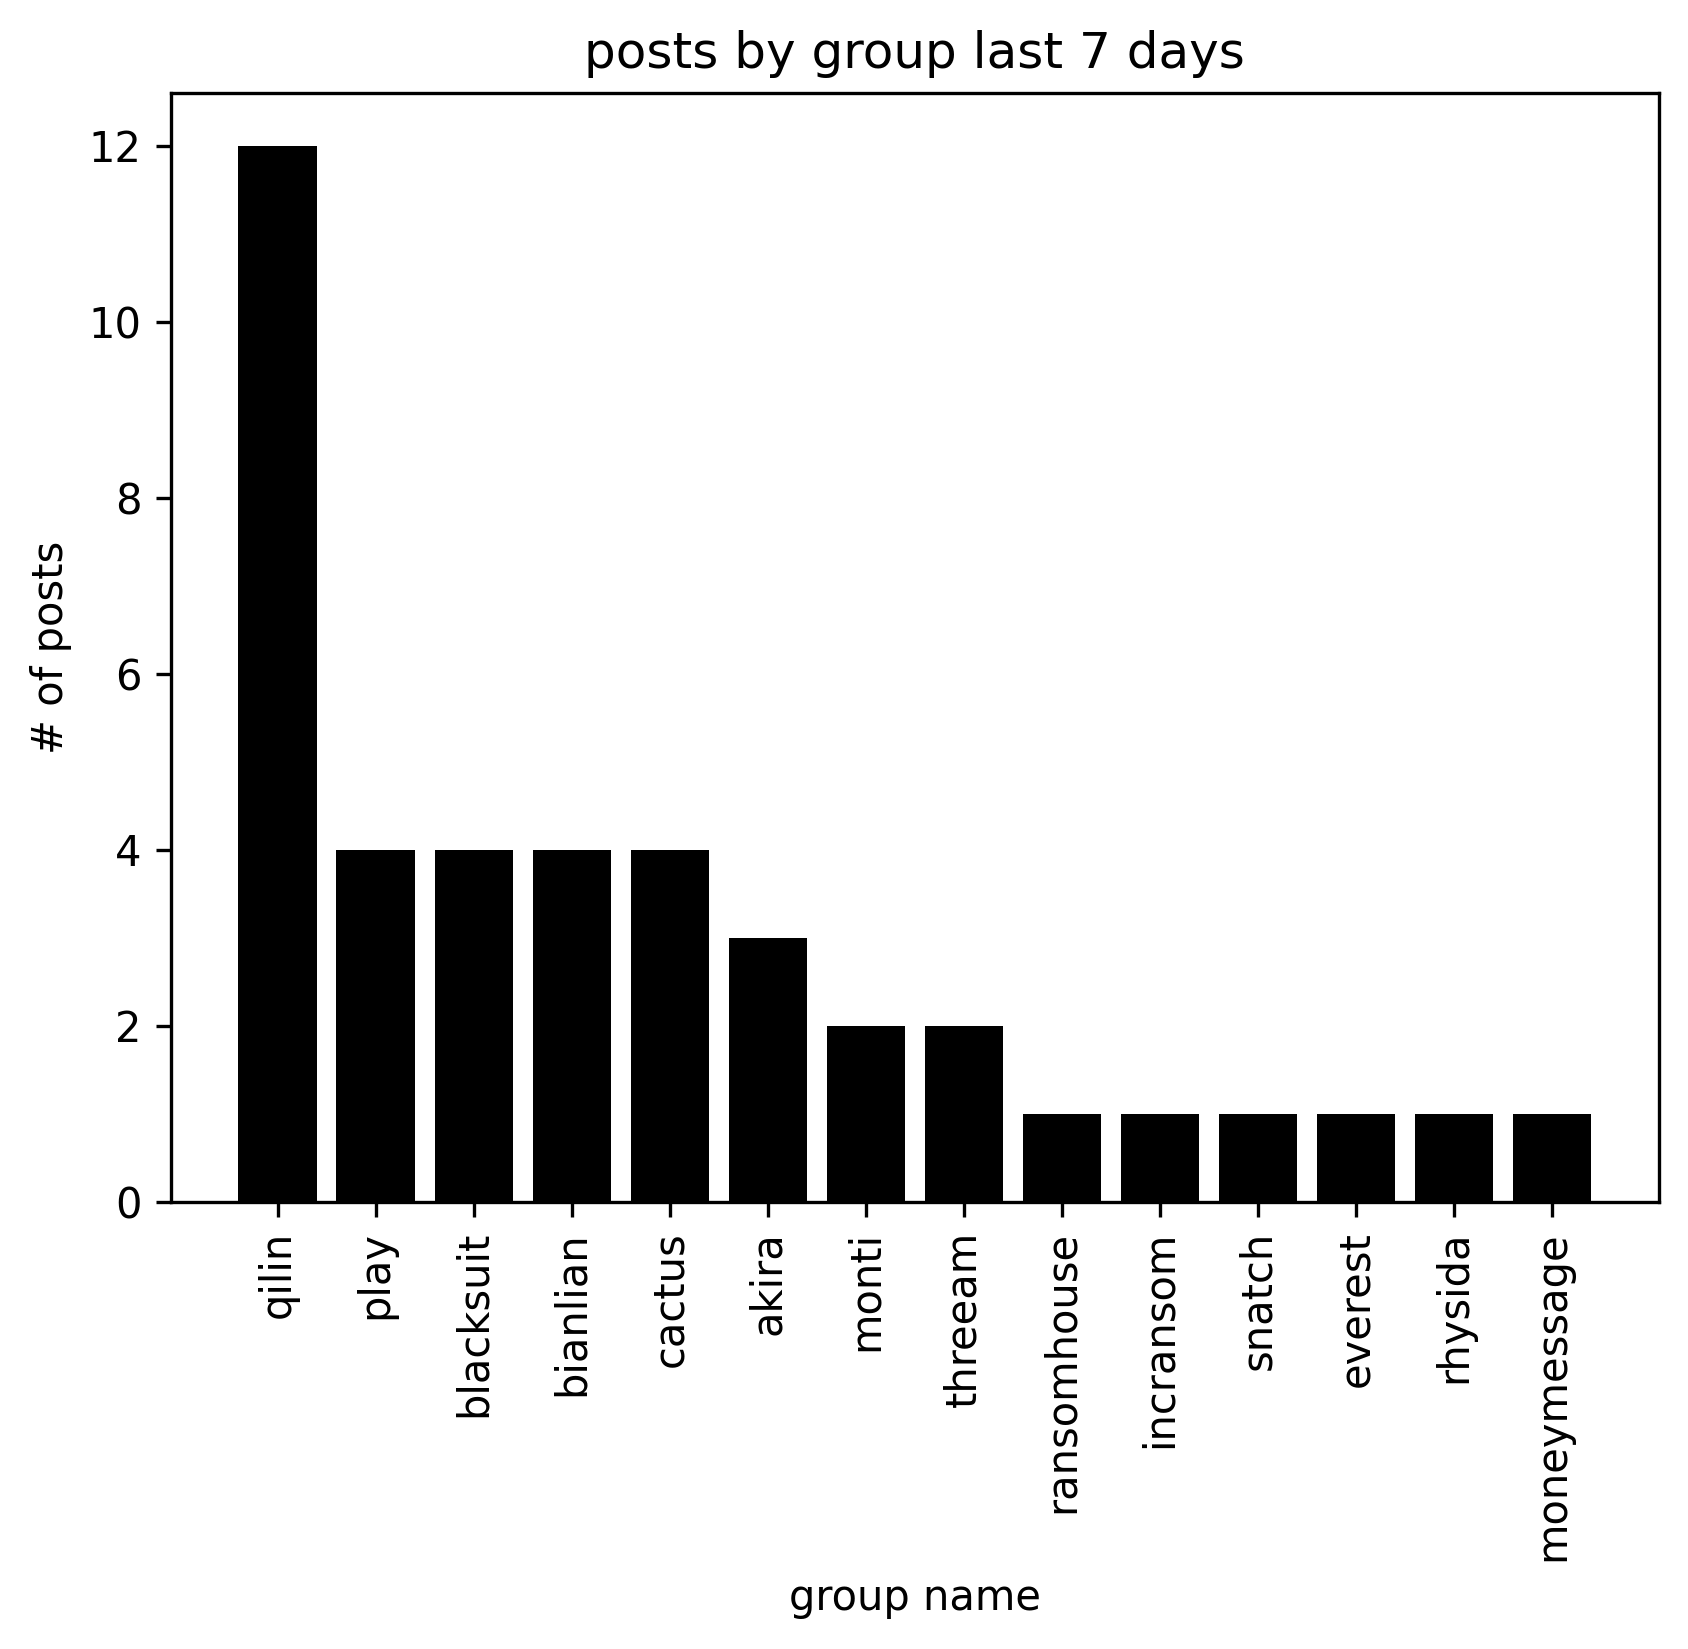 posts by group last 7 days
# of posts
12
10
8
6
4
2
0
qilin
play
blacksuit
bianlian
cactus
akira
monti
threeam
ransomhouse
incransom
snatch
everest
rhysida
moneymessage
group name